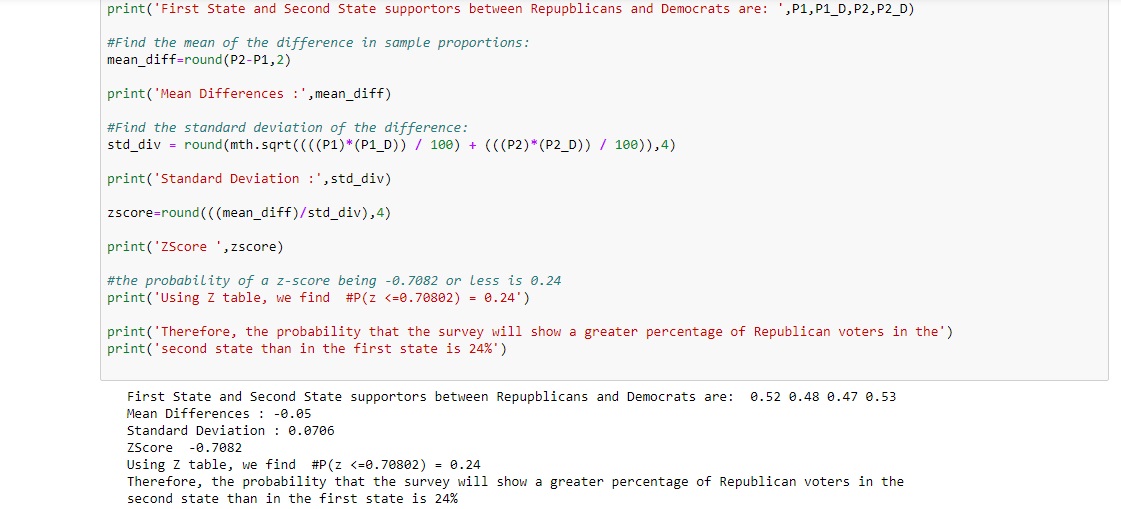 print('First State and Second State supportors between Repupblicans and Democrats are: ',P1,P1_D,P2,P2_D)
#Find the mean of the difference in sample proportions:
mean_diff=round(P2-P1,2)
print('Mean Differences :',mean_diff)
#Find the standard deviation of the difference:
std_div = round(mth.sqrt((((P1)*(P1_D)) / 100) + (((P2)*(P2_D)) / 100)),4)
print('Standard Deviation :',std_div)
zscore=round(((mean_diff)/std_div),4)
print('ZScore ',zscore)
#the probability of a z-score being -0.7082 or less is 0.24
print('Using Z table, we find  #P(z <=0.70802) = 0.24')
print('Therefore, the probability that the survey will show a greater percentage of Republican voters in the')
print('second state than in the first state is 24%')
First State and Second State supportors between Repupblicans and Democrats are:  0.52 0.48 0.47 0.53
Mean Differences : -0.05
Standard Deviation : 0.0706
ZScore  -0.7082
Using Z table, we find  #P(z <=0.70802) = 0.24
Therefore, the probability that the survey will show a greater percentage of Republican voters in the
second state than in the first state is 24%